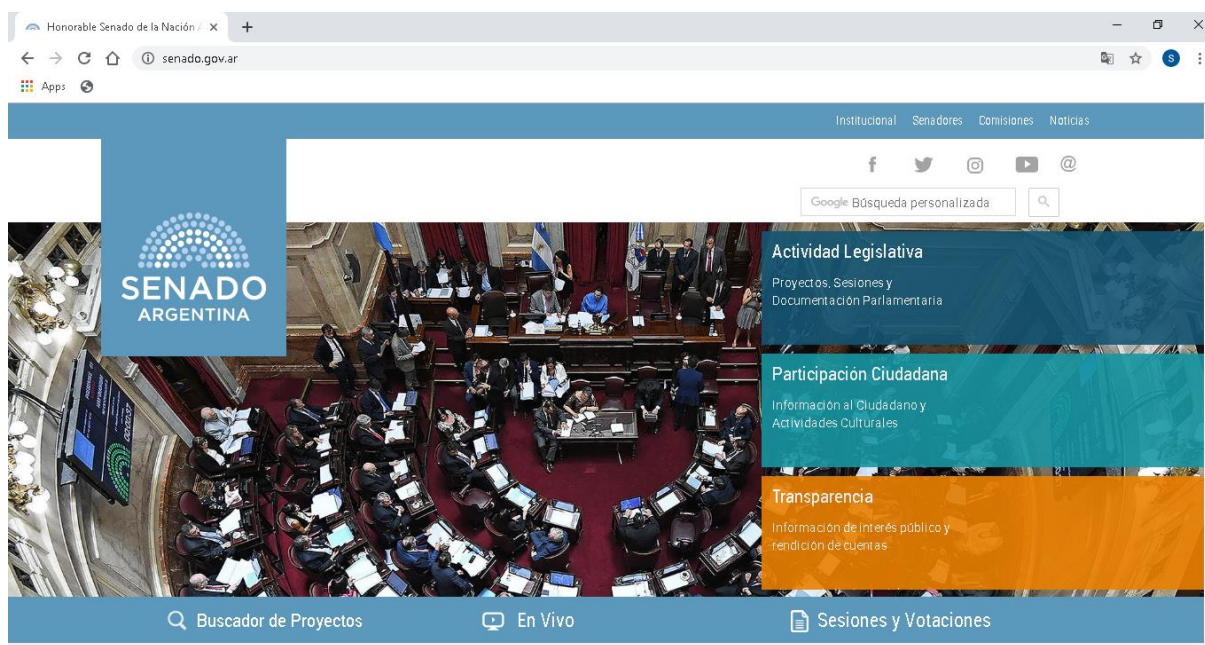 Honorable Senado de la Nación A
senado.gov.ar
S
Apps
Institucional Senadores Comisiones Noticias
Google Búsqueda personalizada
SENADO
ARGENTINA
Actividad Legislativa
Proyectos, Sesiones y
Documentación Parlamentaria
Participación Ciudadana
Información al Ciudadano y
Actividades Culturales
Transparencia
Información de interés público y
rendición de cuentas
Buscador de Proyectos
En Vivo
Sesiones y Votaciones